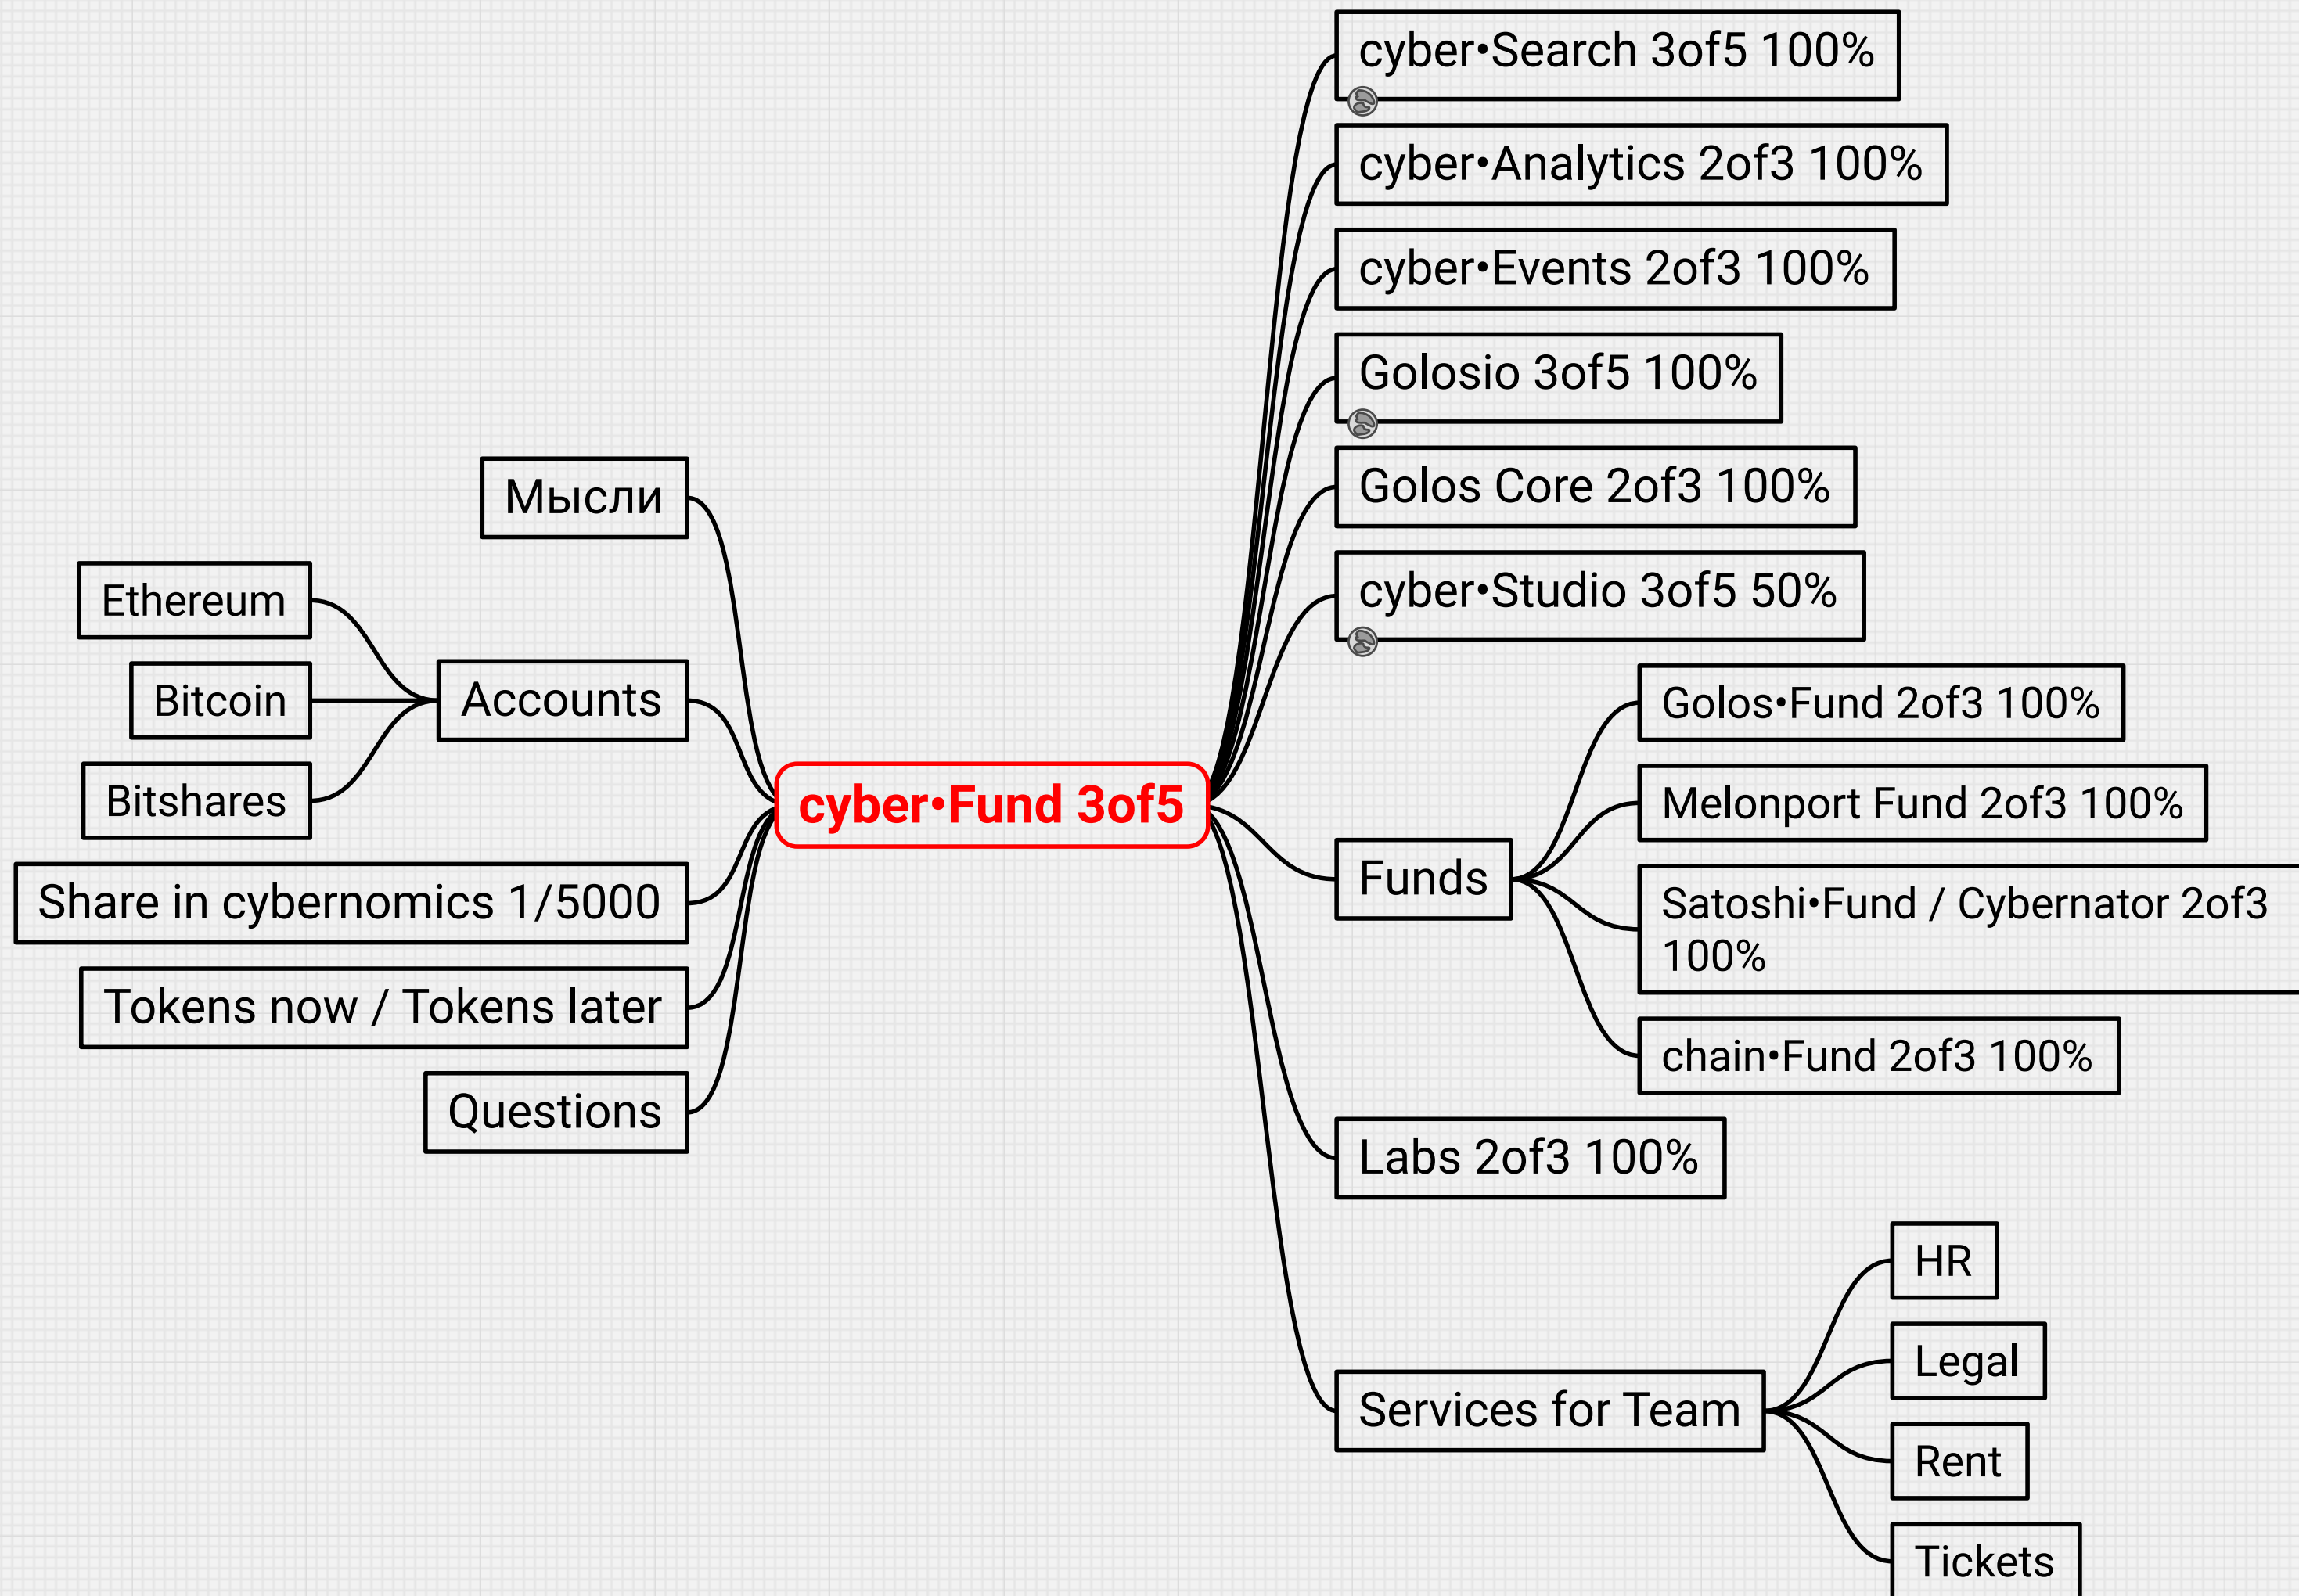 cyber•Fund 3of5
Мысли
Accounts
Ethereum
Bitcoin
Bitshares
Share in cybernomics 1/5000
Tokens now / Tokens later
Questions
cyber•Search 3of5 100%
cyber•Analytics 2of3 100%
cyber•Events 2of3 100%
Golosio 3of5 100%
Golos Core 2of3 100%
cyber•Studio 3of5 50%
Funds
Golos•Fund 2of3 100%
Melonport Fund 2of3 100%
Satoshi•Fund / Cybernator 2of3
100%
chain•Fund 2of3 100%
Labs 2of3 100%
Services for Team
HR
Legal
Rent
Tickets